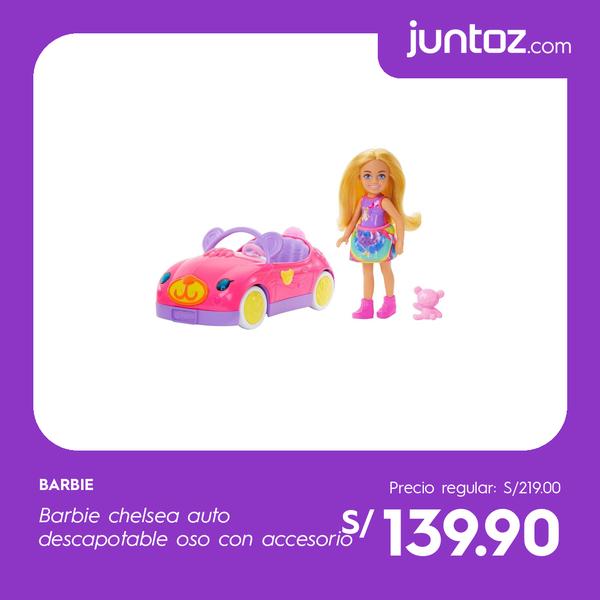 juntoz.com
BARBIE
Precio regular: S/219.00
Barbie chelsea auto
descapotable oso con accesorio
S/139.90